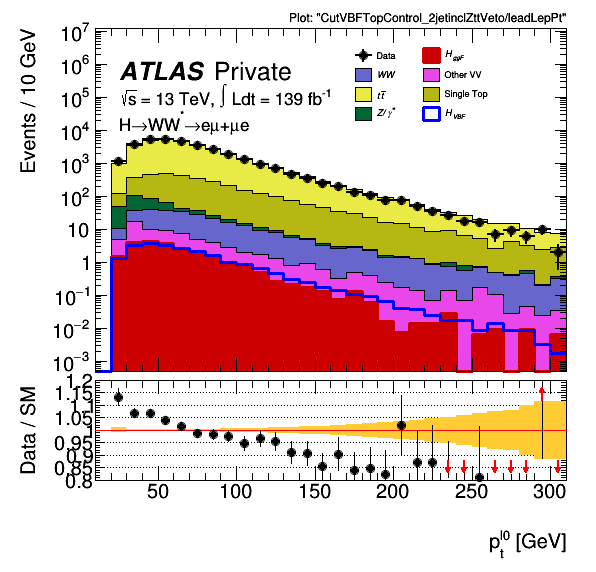 Plot: "CutVBFTopControl_2jetinclZttVeto/leadLepPt"
Events / 10 GeV
10⁷
10⁶
10⁵
10⁴
10³
10²
10
1
10⁻¹
10⁻²
10⁻³
ATLAS Private
√s = 13 TeV, ∫ Ldt = 139 fb⁻¹
H→WW*→eμ+μe
Data
H_ggF
WW
Other VV
tt̅
Single Top
Z/γ*
H_VBF
Data / SM
1.2
1.15
1.1
1.05
1
0.95
0.9
0.85
0.8
50 100 150 200 250 300
p_t^l0 [GeV]